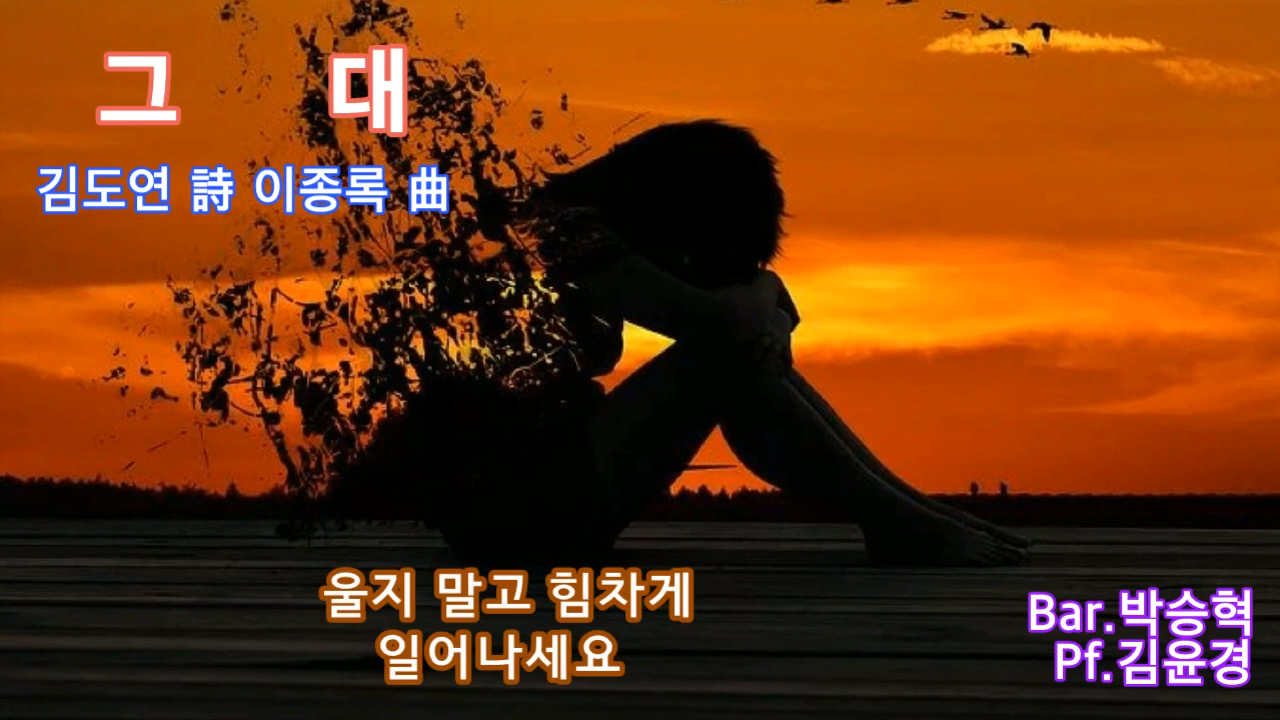 그 대
김도연 詩 이종록 曲
울지 말고 힘차게
일어나세요
Bar.박승혁
Pf.김윤경